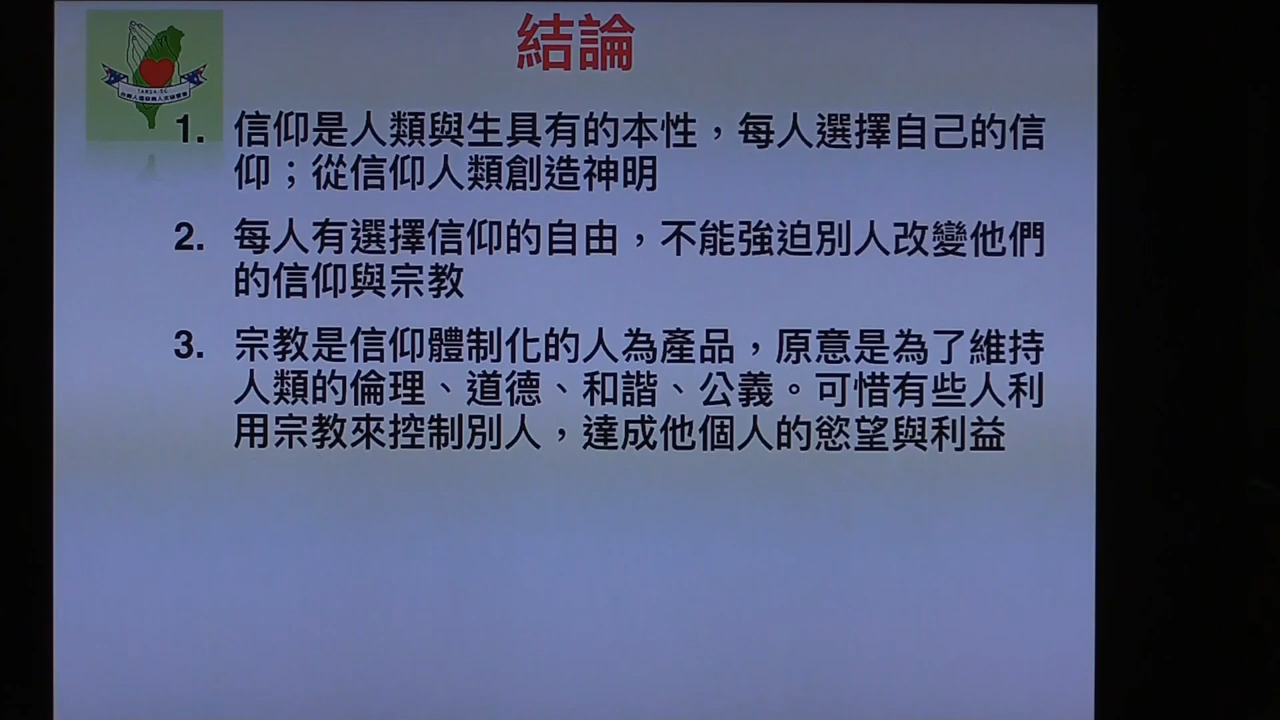 結論
1. 信仰是人類與生具有的本性，每人選擇自己的信
仰；從信仰人類創造神明
2. 每人有選擇信仰的自由，不能強迫別人改變他們
的信仰與宗教
3. 宗教是信仰體制化的人為產品，原意是為了維持
人類的倫理、道德、和諧、公義。可惜有些人利
用宗教來控制別人，達成他個人的慾望與利益